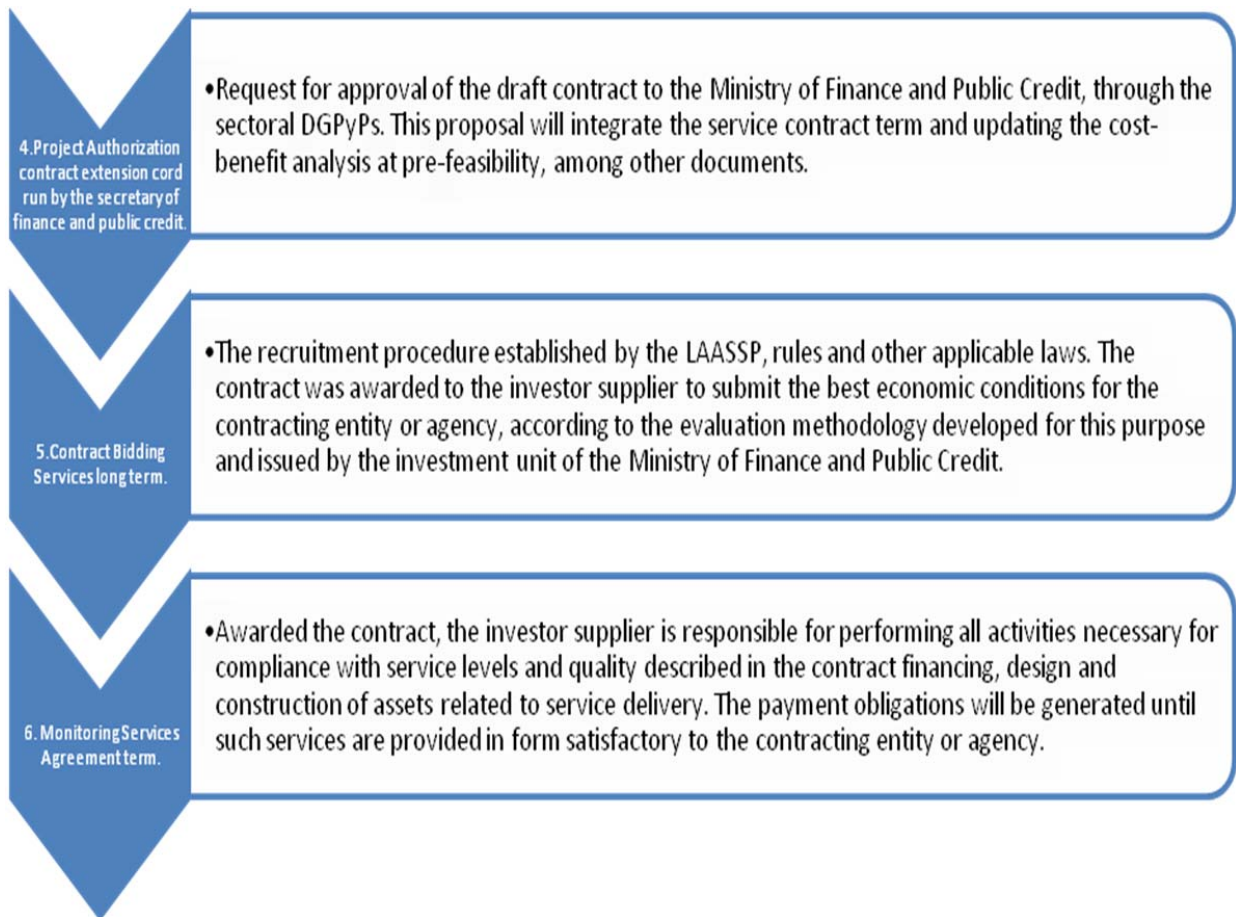 4.Project Authorization
contract extension cord
run by the secretary of
finance and public credit.
•Request for approval of the draft contract to the Ministry of Finance and Public Credit, through the
sectoral DGPyPs. This proposal will integrate the service contract term and updating the cost-
benefit analysis at pre-feasibility, among other documents.
5.Contract Bidding
Services long term.
•The recruitment procedure established by the LAASSP, rules and other applicable laws. The
contract was awarded to the investor supplier to submit the best economic conditions for the
contracting entity or agency, according to the evaluation methodology developed for this purpose
and issued by the investment unit of the Ministry of Finance and Public Credit.
6. Monitoring Services
Agreement term.
•Awarded the contract, the investor supplier is responsible for performing all activities necessary for
compliance with service levels and quality described in the contract financing, design and
construction of assets related to service delivery. The payment obligations will be generated until
such services are provided in form satisfactory to the contracting entity or agency.